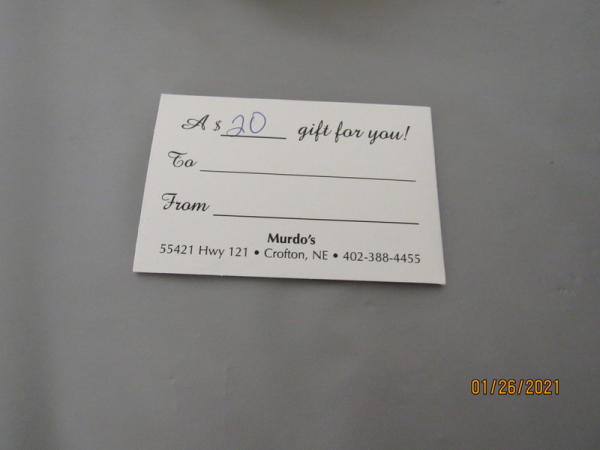 A $20 gift for you!
To
From
Murdo's
55421 Hwy 121 • Crofton, NE • 402-388-4455
01/26/2021